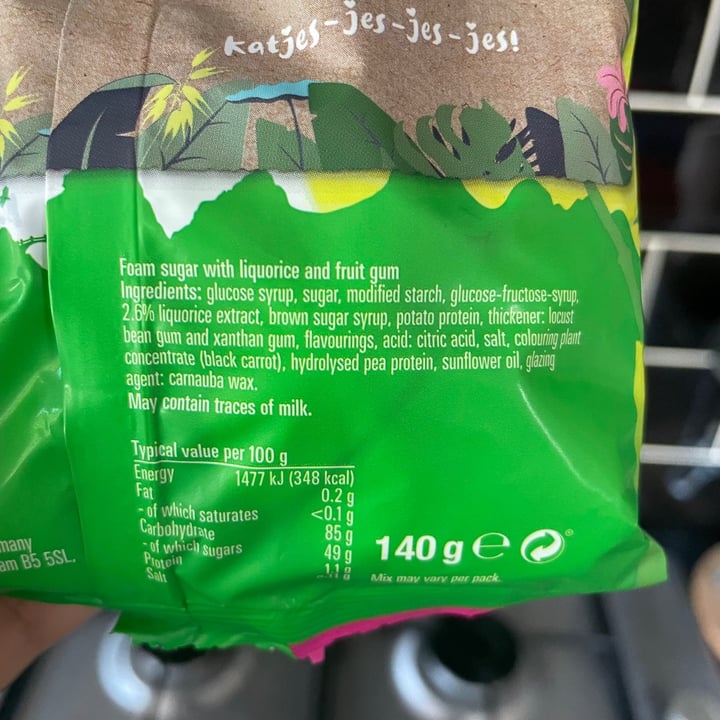 katjes-jes-jes-jes!
Foam sugar with liquorice and fruit gum
Ingredients: glucose syrup, sugar, modified starch, glucose-fructose-syrup,
2.6% liquorice extract, brown sugar syrup, potato protein, thickener: locust
bean gum and xanthan gum, flavourings, acid: citric acid, salt, colouring plant
concentrate (black carrot), hydrolysed pea protein, sunflower oil, glazing
agent: carnauba wax.
May contain traces of milk.
Typical value per 100 g
Energy 1477 kJ (348 kcal)
Fat 0.2 g
- of which saturates <0.1 g
Carbohydrate 85 g
- of which sugars 49 g
Protein 1.1 g
Salt
many
am B5 5SL.
140 g ℮
Mix may vary per pack.